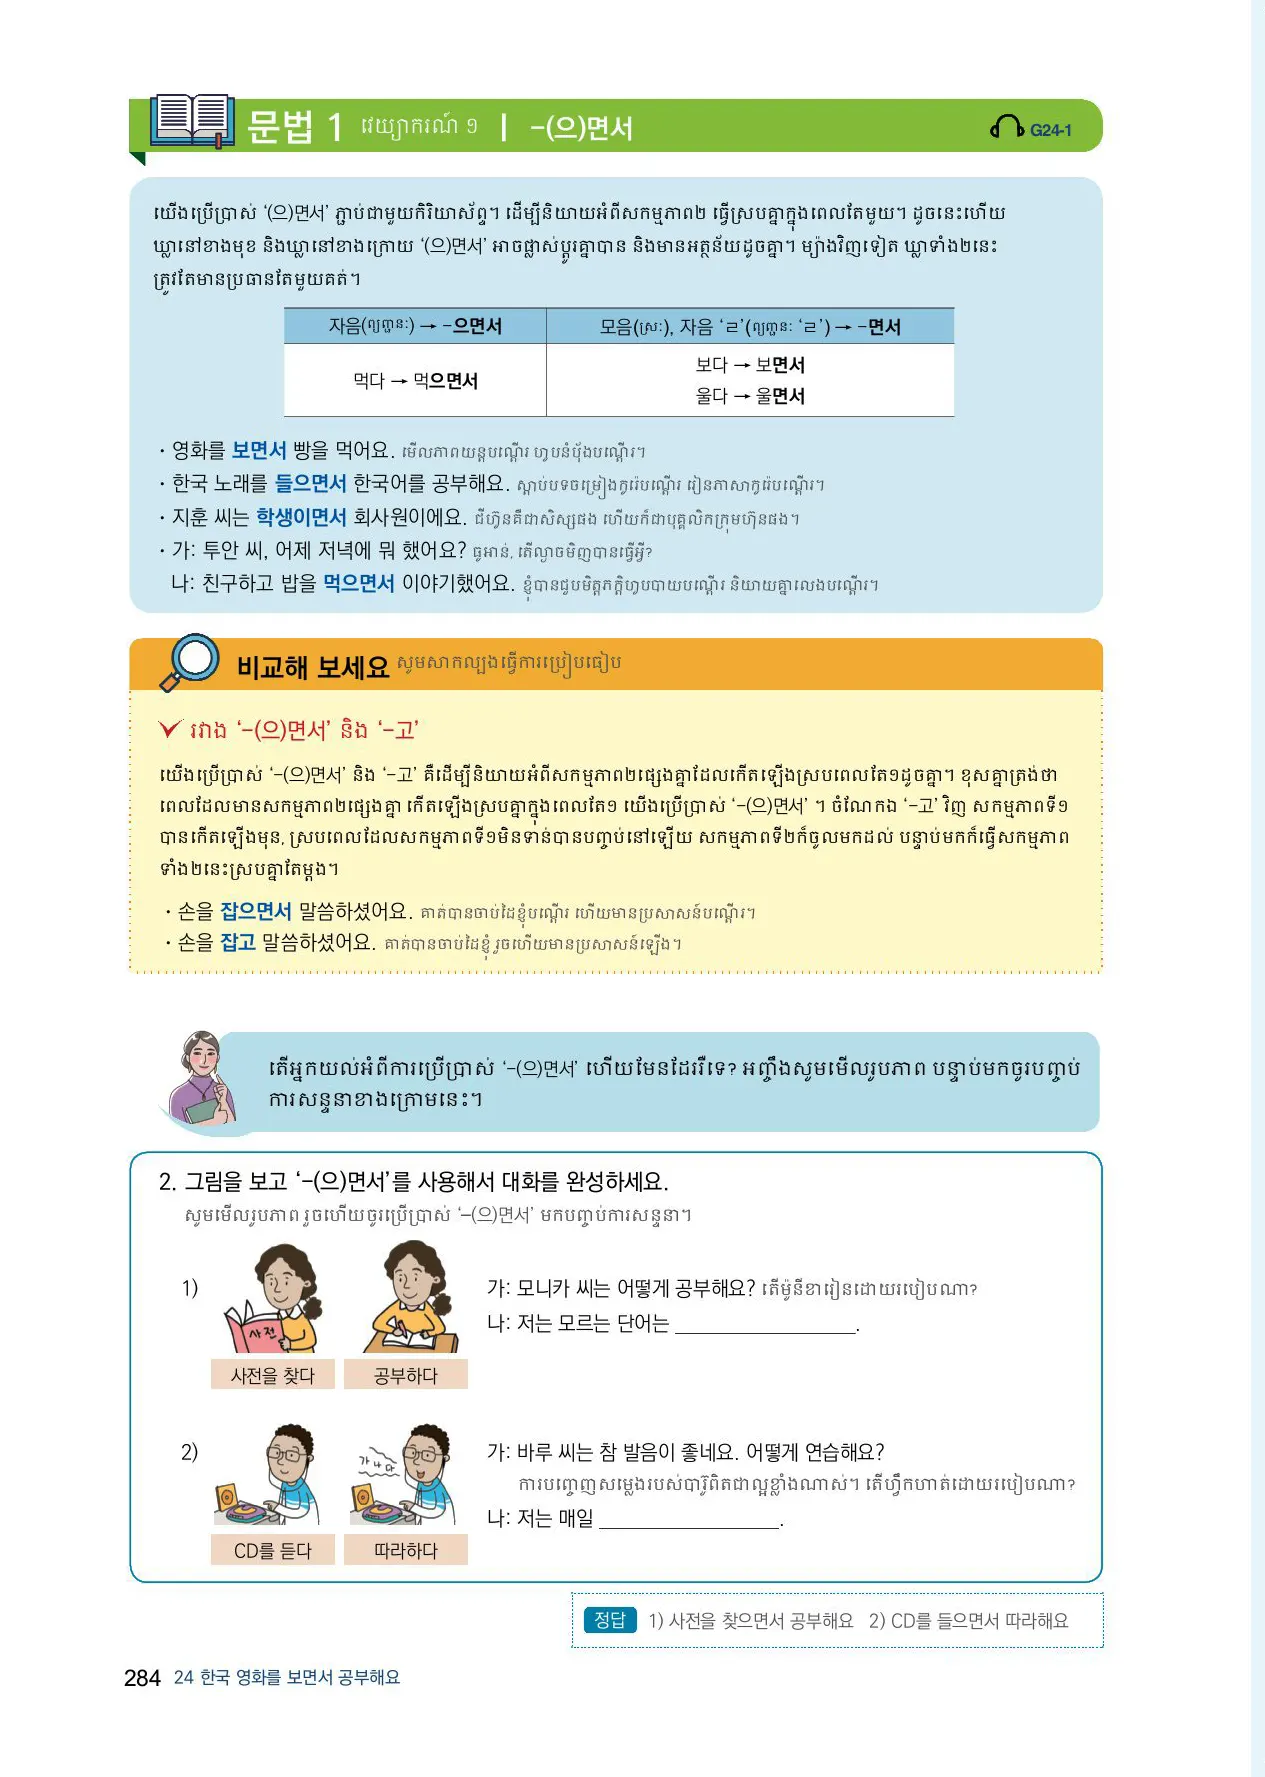 문법 1 វេយ្យាករណ៍ ១ | -(으)면서
G24-1
យើងប្រើប្រាស់ ‘(으)면서’ ភ្ជាប់ជាមួយកិរិយាស័ព្ទ។ ដើម្បីនិយាយអំពីសកម្មភាព២ ធ្វើស្របគ្នាក្នុងពេលតែមួយ។ ដូចនេះហើយ
ឃ្លានៅខាងមុខ និងឃ្លានៅខាងក្រោយ ‘(으)면서’ អាចផ្លាស់ប្តូរគ្នាបាន និងមានអត្ថន័យដូចគ្នា។ ម្យ៉ាងវិញទៀត ឃ្លាទាំង២នេះ
ត្រូវតែមានប្រធានតែមួយគត់។
자음(ព្យញ្ជនៈ) → -으면서
모음(ស្រៈ), 자음 ‘ㄹ’(ព្យញ្ជនៈ ‘ㄹ’) → -면서
먹다 → 먹으면서
보다 → 보면서
울다 → 울면서
· 영화를 보면서 빵을 먹어요. មើលភាពយន្តបណ្តើរ ហូបនំប៉័ងបណ្តើរ។
· 한국 노래를 들으면서 한국어를 공부해요. ស្តាប់បទចម្រៀងកូរ៉េបណ្តើរ រៀនភាសាកូរ៉េបណ្តើរ។
· 지훈 씨는 학생이면서 회사원이에요. ជីហ៊ូនគឺជាសិស្សផង ហើយក៏ជាបុគ្គលិកក្រុមហ៊ុនផង។
· 가: 투안 씨, 어제 저녁에 뭐 했어요? ធូអាន់, តើល្ងាចមិញបានធ្វើអ្វី?
나: 친구하고 밥을 먹으면서 이야기했어요. ខ្ញុំបានជួបមិត្តភក្តិហូបបាយបណ្តើរ និយាយគ្នាលេងបណ្តើរ។
비교해 보세요 សូមសាកល្បងធ្វើការប្រៀបធៀប
រវាង ‘-(으)면서’ និង ‘-고’
យើងប្រើប្រាស់ ‘-(으)면서’ និង ‘-고’ គឺដើម្បីនិយាយអំពីសកម្មភាព២ផ្សេងគ្នាដែលកើតឡើងស្របពេលតែ១ដូចគ្នា។ ខុសគ្នាត្រង់ថា
ពេលដែលមានសកម្មភាព២ផ្សេងគ្នា កើតឡើងស្របគ្នាក្នុងពេលតែ១ យើងប្រើប្រាស់ ‘-(으)면서’ ។ ចំណែកឯ ‘-고’ វិញ សកម្មភាពទី១
បានកើតឡើងមុន, ស្របពេលដែលសកម្មភាពទី១មិនទាន់បានបញ្ចប់នៅឡើយ សកម្មភាពទី២ក៏ចូលមកដល់ បន្ទាប់មកក៏ធ្វើសកម្មភាព
ទាំង២នេះស្របគ្នាតែម្តង។
· 손을 잡으면서 말씀하셨어요. គាត់បានចាប់ដៃខ្ញុំបណ្តើរ ហើយមានប្រសាសន៍បណ្តើរ។
· 손을 잡고 말씀하셨어요. គាត់បានចាប់ដៃខ្ញុំ រួចហើយមានប្រសាសន៍ឡើង។
តើអ្នកយល់អំពីការប្រើប្រាស់ ‘-(으)면서’ ហើយមែនដែររឺទេ? អញ្ចឹងសូមមើលរូបភាព បន្ទាប់មកចូរបញ្ចប់
ការសន្ទនាខាងក្រោមនេះ។
2. 그림을 보고 ‘-(으)면서’를 사용해서 대화를 완성하세요.
សូមមើលរូបភាព រួចហើយចូរប្រើប្រាស់ ‘-(으)면서’ មកបញ្ចប់ការសន្ទនា។
1)
사전
사전을 찾다
공부하다
가: 모니카 씨는 어떻게 공부해요? តើម៉ូនីខារៀនដោយរបៀបណា?
나: 저는 모르는 단어는 ____________.
2)
가 나 다
CD를 듣다
따라하다
가: 바루 씨는 참 발음이 좋네요. 어떻게 연습해요?
ការបញ្ចេញសម្លេងរបស់បារ៉ូពិតជាល្អខ្លាំងណាស់។ តើហ្វឹកហាត់ដោយរបៀបណា?
나: 저는 매일 ____________.
정답 1) 사전을 찾으면서 공부해요 2) CD를 들으면서 따라해요
284 24 한국 영화를 보면서 공부해요